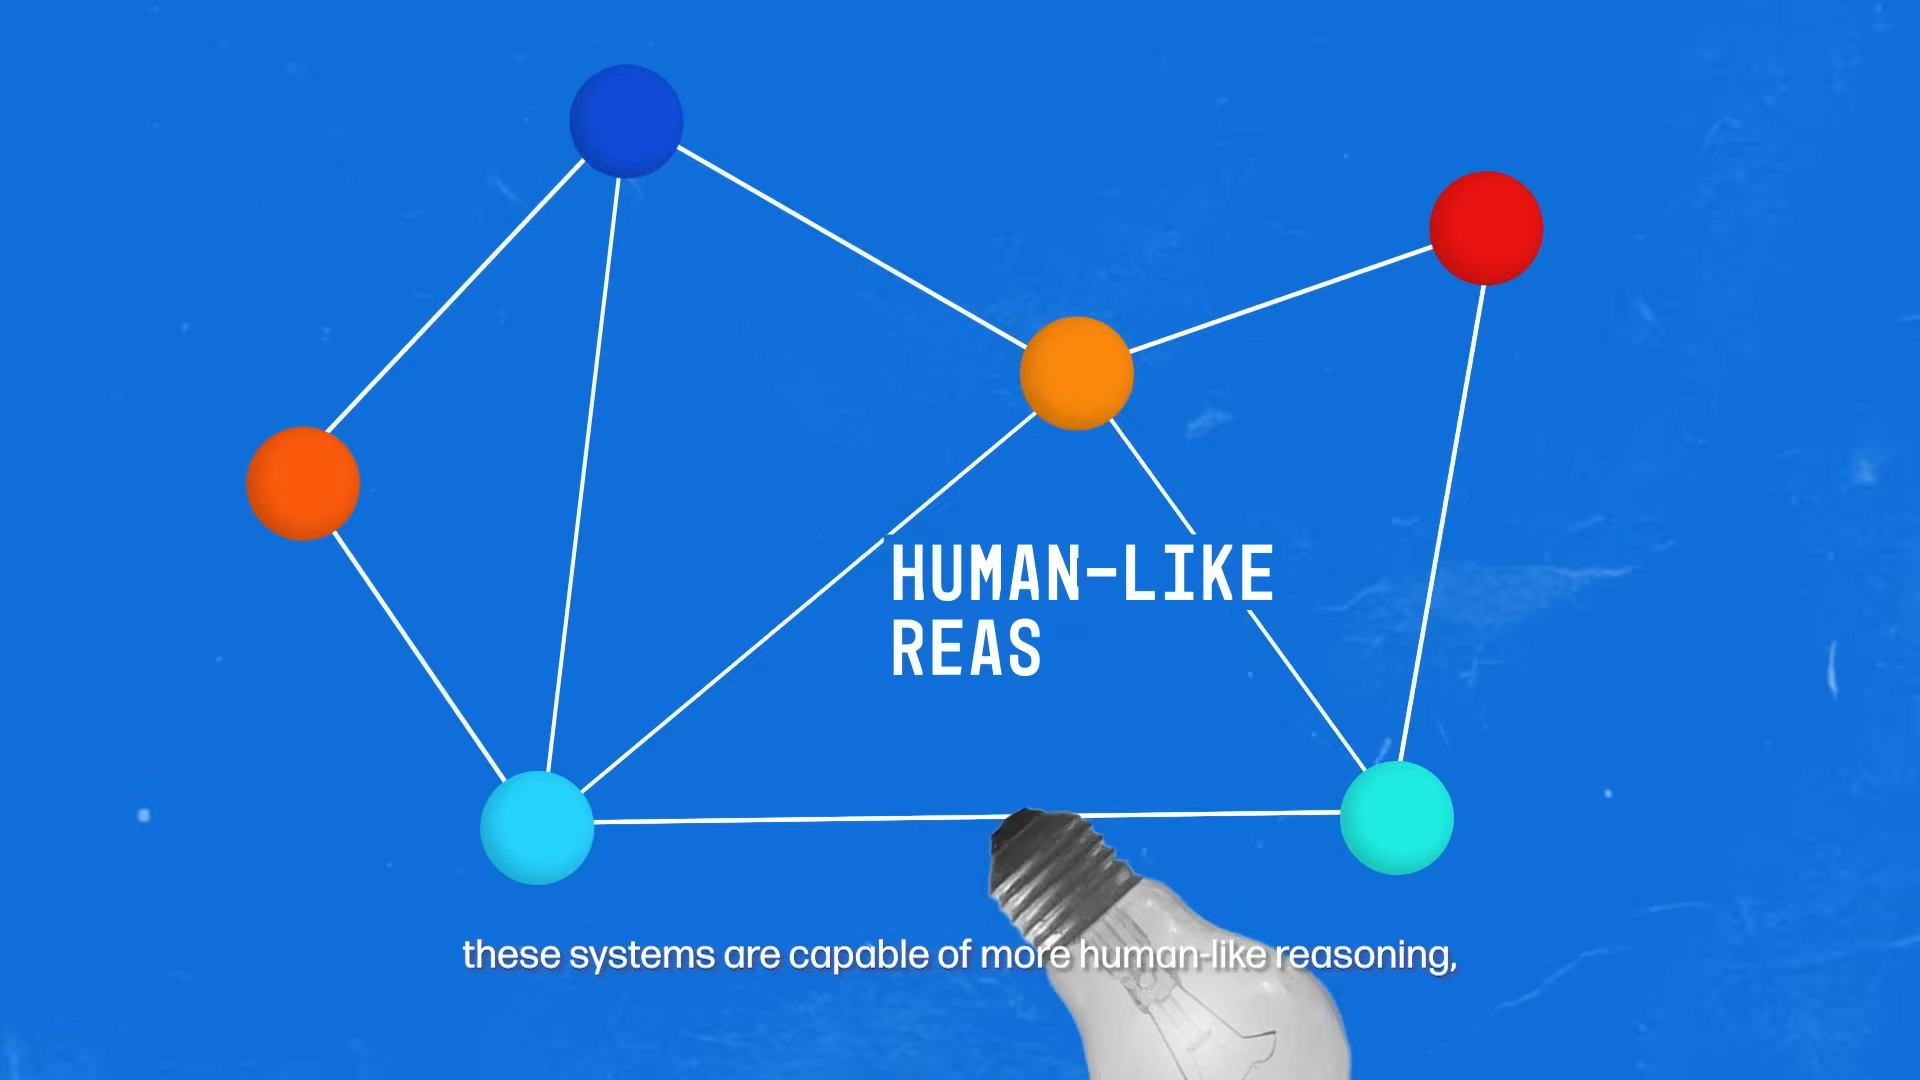 HUMAN-LIKE
REAS
these systems are capable of more human-like reasoning,